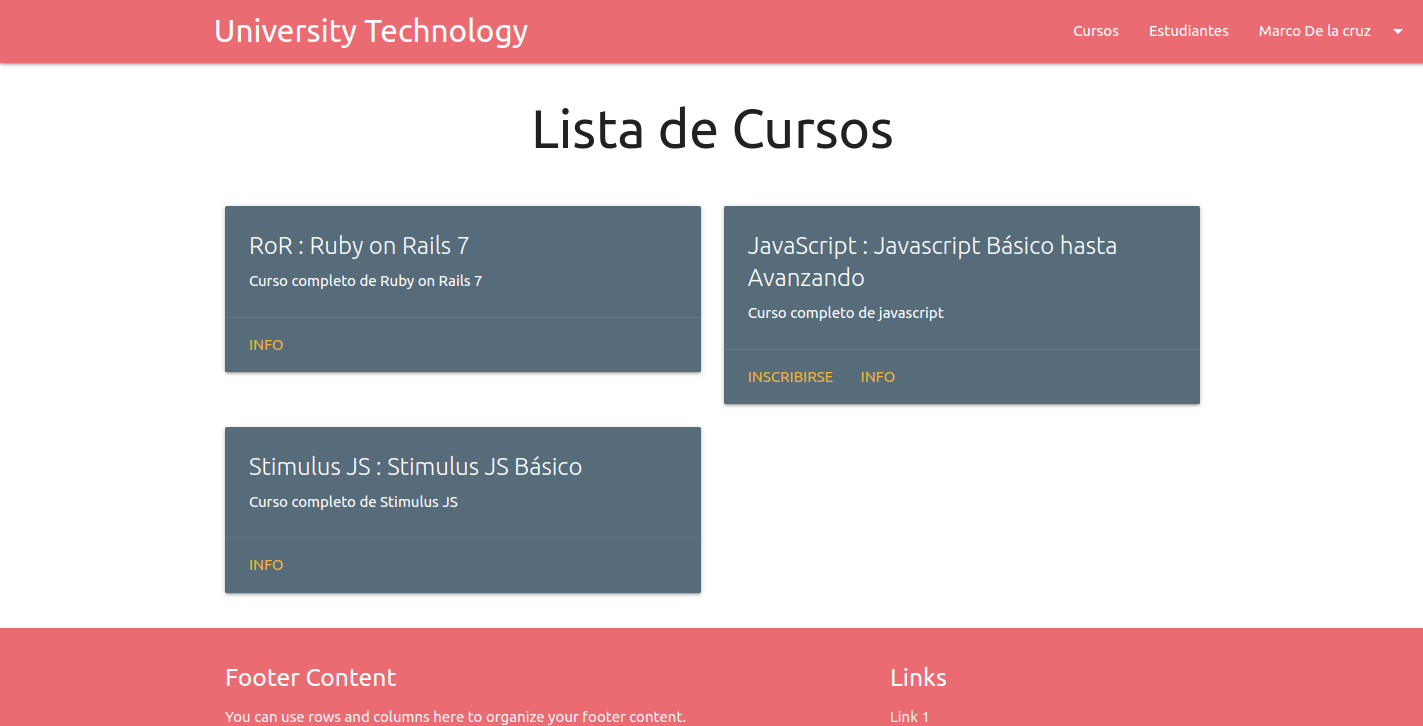 University Technology
Cursos Estudiantes Marco De la cruz
Lista de Cursos
RoR : Ruby on Rails 7
Curso completo de Ruby on Rails 7
INFO
JavaScript : Javascript Básico hasta
Avanzando
Curso completo de javascript
INSCRIBIRSE INFO
Stimulus JS : Stimulus JS Básico
Curso completo de Stimulus JS
INFO
Footer Content
You can use rows and columns here to organize your footer content.
Links
Link 1